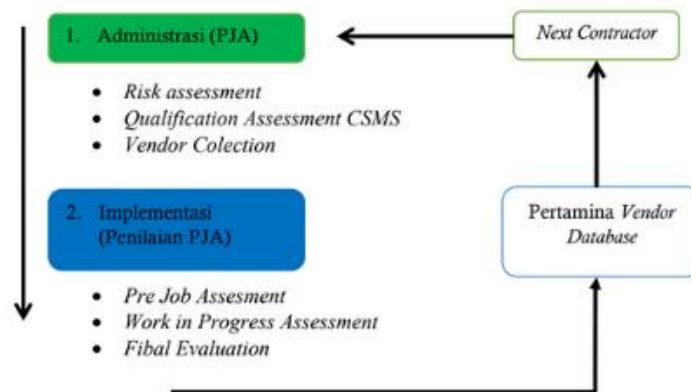 1. Administrasi (PJA)
Next Contractor
• Risk assessment
• Qualification Assessment CSMS
• Vendor Colection
2. Implementasi
(Penilaian PJA)
Pertamina Vendor
Database
• Pre Job Assesment
• Work in Progress Assessment
• Fibal Evaluation